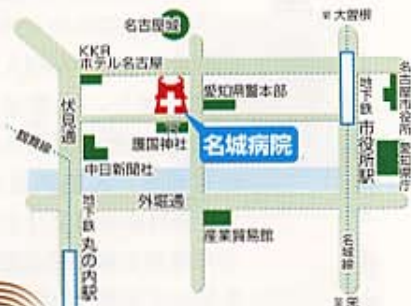 名古屋城
至大曽根
KKR
ホテル名古屋
愛知県警本部
地下鉄 市役所駅
名古屋市役所
愛知県庁
伏見通
護国神社
名城病院
中日新聞社
外堀通
地下鉄 丸の内駅
産業貿易館
名城線
至栄